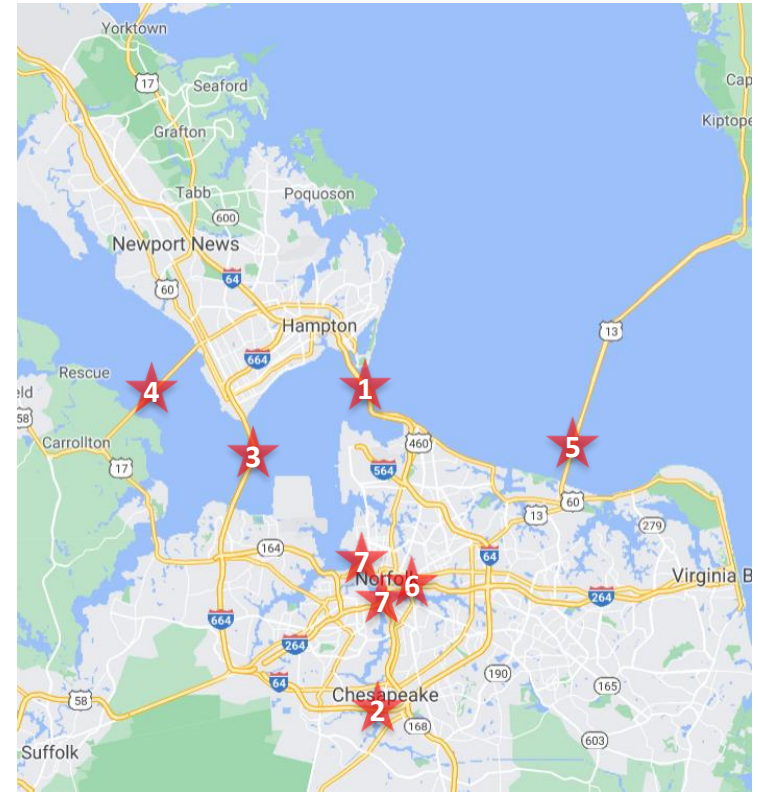 Yorktown
17
Seaford
Cap
Kiptope
Grafton
Tabb
Poquoson
600
Newport News
64
60
Hampton
13
664
Rescue
4
1
eld
58
Carrollton
460
5
3
17
564
60
13
279
164
7
64
Norfolk
6
Virginia B
7
264
664
264
190
64
165
58
Chesapeake
2
168
603
Suffolk